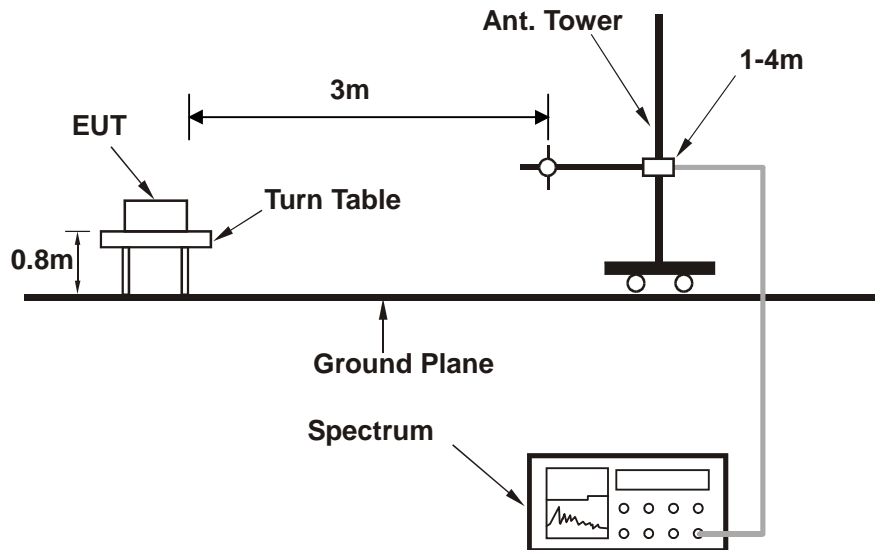 Ant. Tower
1-4m
3m
EUT
Turn Table
0.8m
Ground Plane
Spectrum